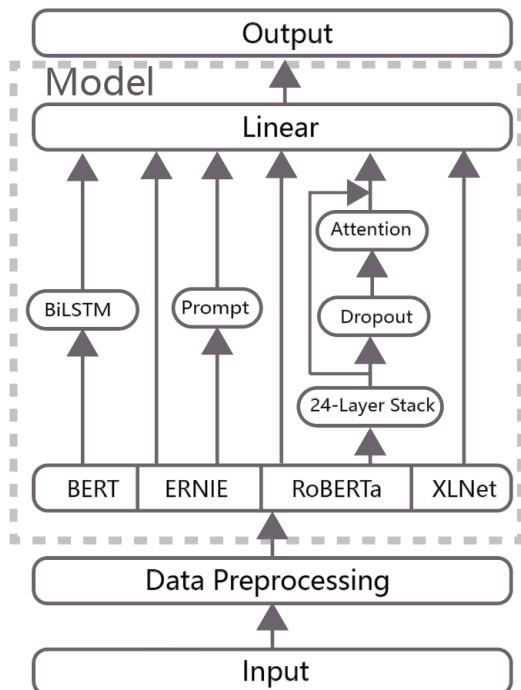 Output
Model
Linear
Attention
BiLSTM
Prompt
Dropout
24-Layer Stack
BERT
ERNIE
RoBERTa
XLNet
Data Preprocessing
Input